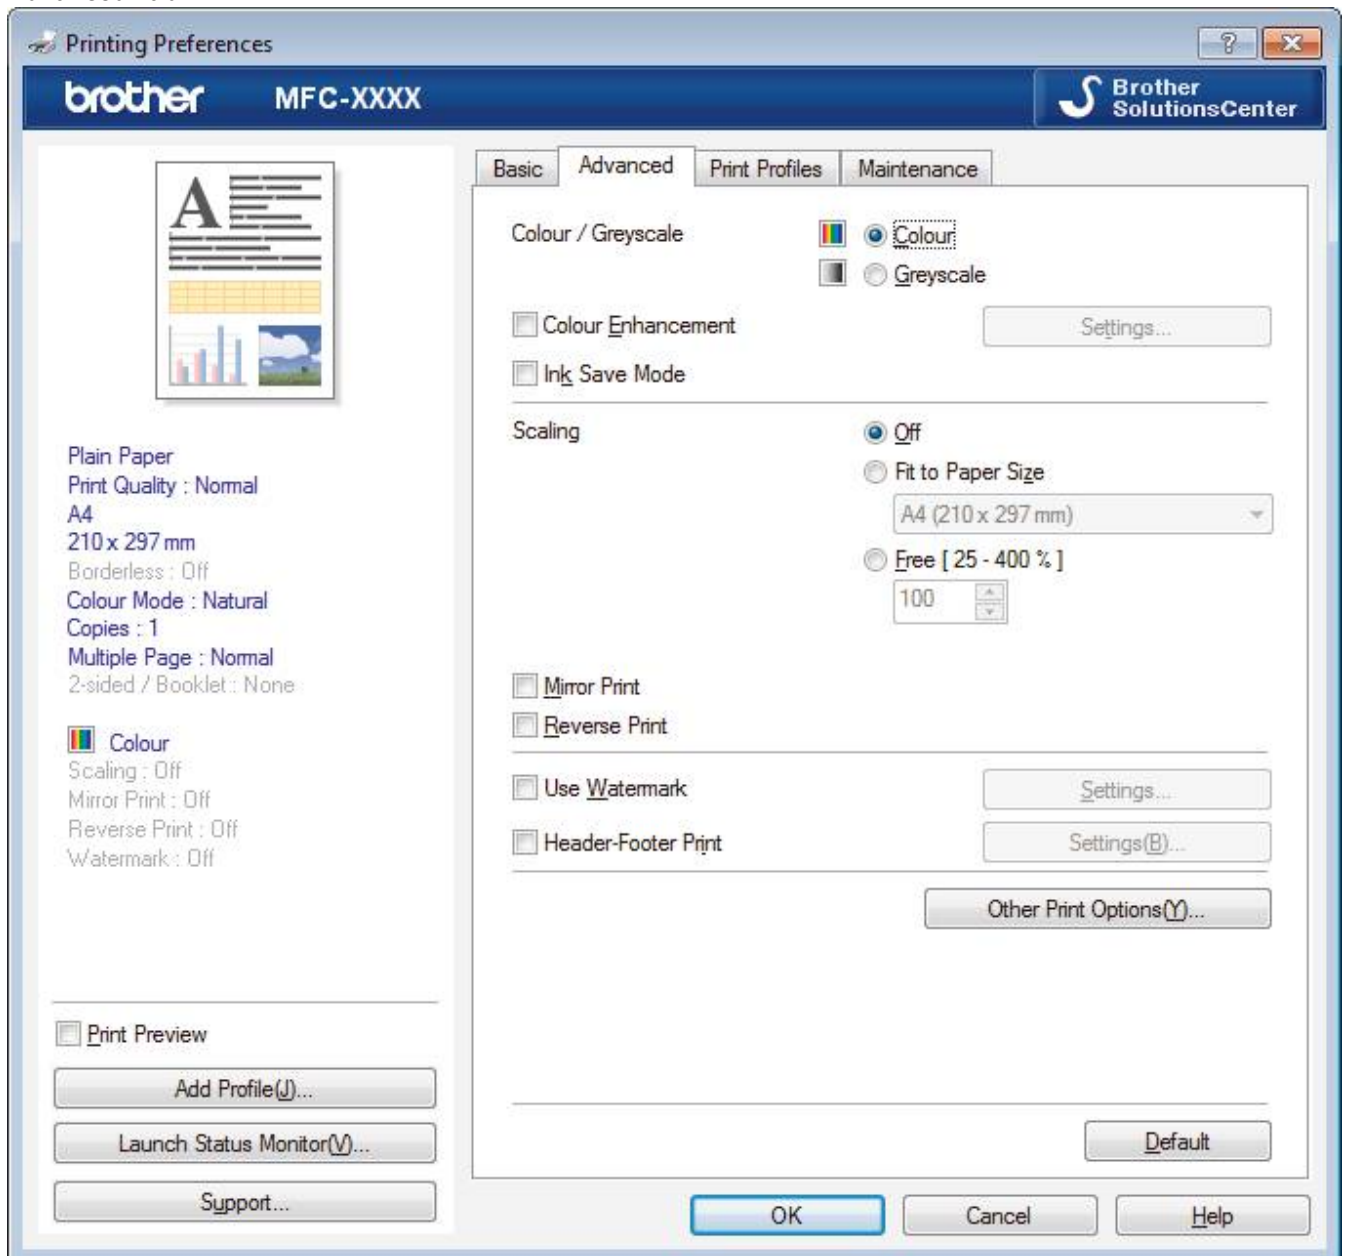 Printing Preferences
brother MFC-XXXX Brother SolutionsCenter
Basic Advanced Print Profiles Maintenance
A
Plain Paper
Print Quality : Normal
A4
210 x 297 mm
Borderless : Off
Colour Mode : Natural
Copies : 1
Multiple Page : Normal
2-sided / Booklet : None
Colour
Scaling : Off
Mirror Print : Off
Reverse Print : Off
Watermark : Off
Print Preview
Add Profile(J)...
Launch Status Monitor(V)...
Support...
Colour / Greyscale Colour
Greyscale
Colour Enhancement Settings...
Ink Save Mode
Scaling Off
Fit to Paper Size
A4 (210 x 297 mm)
Free [ 25 - 400 % ]
100
Mirror Print
Reverse Print
Use Watermark Settings...
Header-Footer Print Settings(B)...
Other Print Options(Y)...
Default
OK Cancel Help